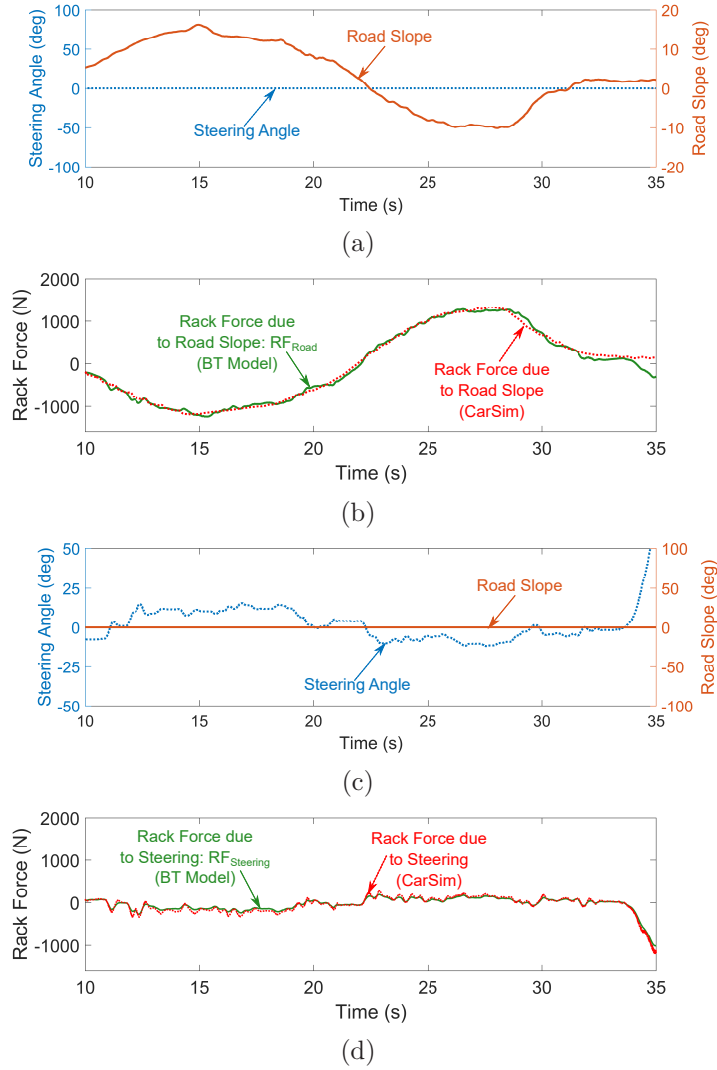 100
50
0
-50
-100
Steering Angle (deg)
20
10
0
-10
-20
Road Slope (deg)
Road Slope
Steering Angle
10 15 20 25 30 35
Time (s)
(a)
2000
1000
0
-1000
Rack Force (N)
Rack Force due
to Road Slope: RF_Road
(BT Model)
Rack Force due
to Road Slope
(CarSim)
10 15 20 25 30 35
Time (s)
(b)
50
25
0
-25
-50
Steering Angle (deg)
100
50
0
-50
-100
Road Slope (deg)
Road Slope
Steering Angle
10 15 20 25 30 35
Time (s)
(c)
2000
1000
0
-1000
Rack Force (N)
Rack Force due
to Steering: RF_Steering
(BT Model)
Rack Force due
to Steering
(CarSim)
10 15 20 25 30 35
Time (s)
(d)